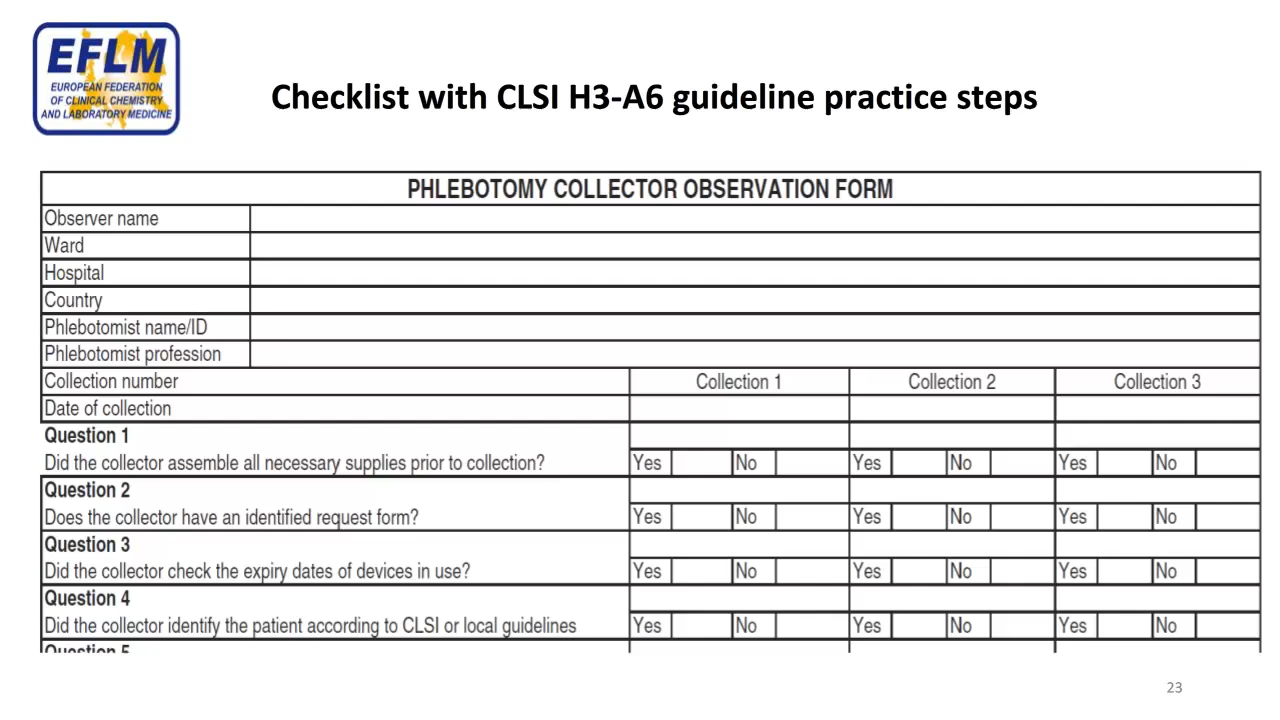 EFLM
EUROPEAN FEDERATION
OF CLINICAL CHEMISTRY
AND LABORATORY MEDICINE
Checklist with CLSI H3-A6 guideline practice steps
PHLEBOTOMY COLLECTOR OBSERVATION FORM
Observer name
Ward
Hospital
Country
Phlebotomist name/ID
Phlebotomist profession
Collection number Collection 1 Collection 2 Collection 3
Date of collection
Question 1
Did the collector assemble all necessary supplies prior to collection? Yes No Yes No Yes No
Question 2
Does the collector have an identified request form? Yes No Yes No Yes No
Question 3
Did the collector check the expiry dates of devices in use? Yes No Yes No Yes No
Question 4
Did the collector identify the patient according to CLSI or local guidelines Yes No Yes No Yes No
Question 5
23